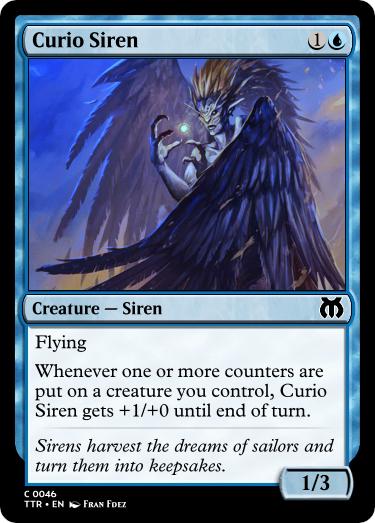 Curio Siren 1
Creature — Siren
Flying
Whenever one or more counters are
put on a creature you control, Curio
Siren gets +1/+0 until end of turn.
Sirens harvest the dreams of sailors and
turn them into keepsakes.
1/3
C 0046
TTR • EN Fran Fdez